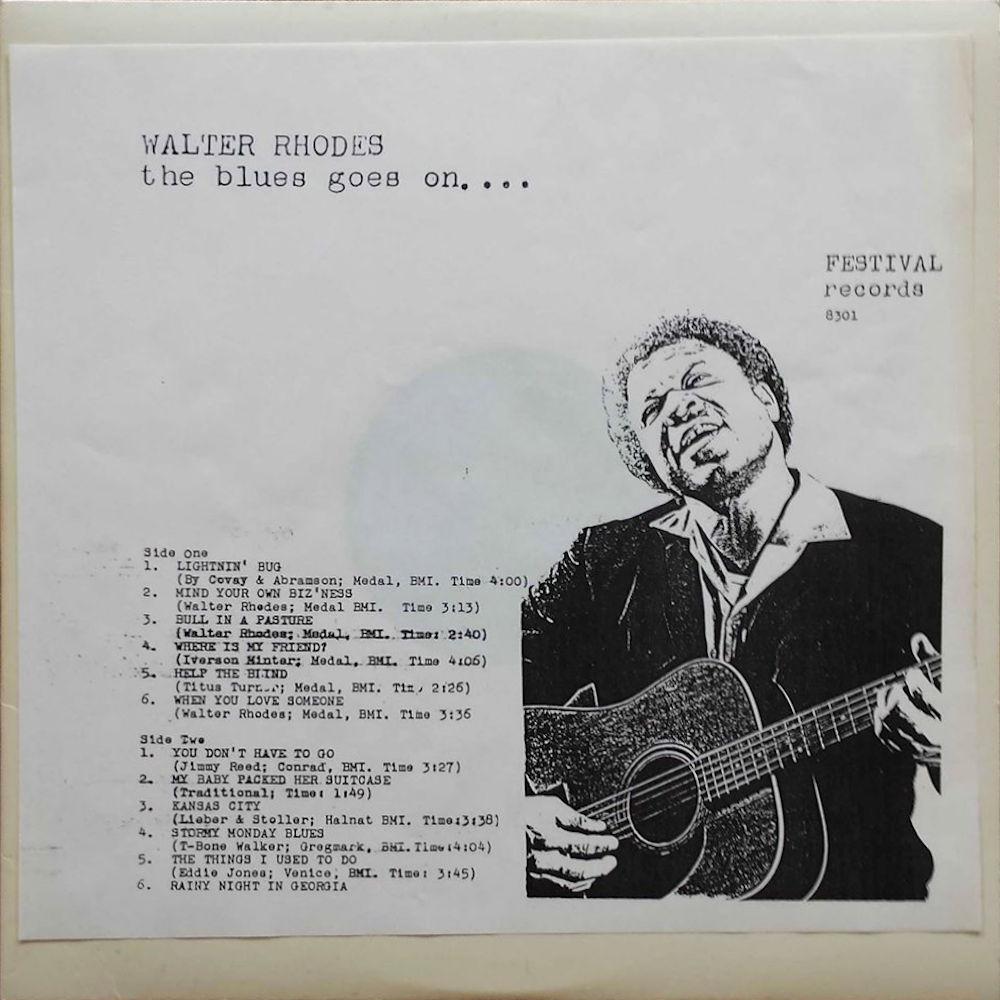 WALTER RHODES
the blues goes on....
FESTIVAL
records
8301
Side One
1. LIGHTNIN' BUG
(By Covay & Abramson; Medal, BMI. Time 4:00)
2. MIND YOUR OWN BIZ'NESS
(Walter Rhodes; Medal BMI. Time 3:13)
3. BULL IN A PASTURE
(Walter Rhodes; Medal, BMI. Time: 2:40)
4. WHERE IS MY FRIEND?
(Iverson Minter; Medal, BMI. Time 4:06)
5. HELP THE BLIND
(Titus Medal, BMI. 2:26)
6. WHEN YOU LOVE SOMEONE
(Walter Rhodes; Medal, BMI. Time 3:36
Side Two
1. YOU DON'T HAVE TO GO
(Jimmy Reed; Conrad, BMI. Time 3:27)
2. MY BABY PACKED HER SUITCASE
(Traditional; Time: 1:49)
3. KANSAS CITY
(Lieber & Stoller; Halnat BMI. Time:3:38)
4. STORMY MONDAY BLUES
(T-Bone Walker; Gregmark, BMI. Time:4:04)
5. THE THINGS I USED TO DO
(Eddie Jones; Venice, BMI. Time: 3:45)
6. RAINY NIGHT IN GEORGIA